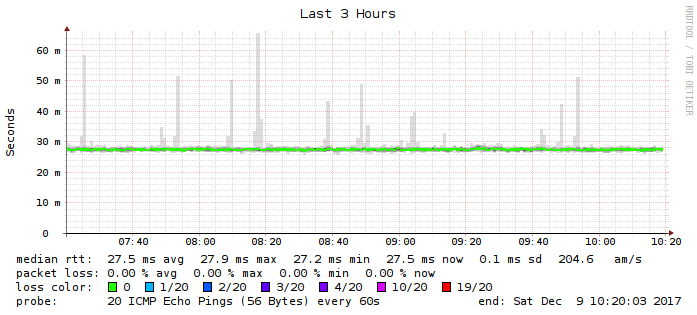 Last 3 Hours
RRDTOOL / TOBI OETIKER
Seconds
60 m
50 m
40 m
30 m
20 m
10 m
0
07:40 08:00 08:20 08:40 09:00 09:20 09:40 10:00 10:20
median rtt: 27.5 ms avg 27.9 ms max 27.2 ms min 27.5 ms now 0.1 ms sd 204.6 am/s
packet loss: 0.00 % avg 0.00 % max 0.00 % min 0.00 % now
loss color: 0 1/20 2/20 3/20 4/20 10/20 19/20
probe: 20 ICMP Echo Pings (56 Bytes) every 60s end: Sat Dec 9 10:20:03 2017